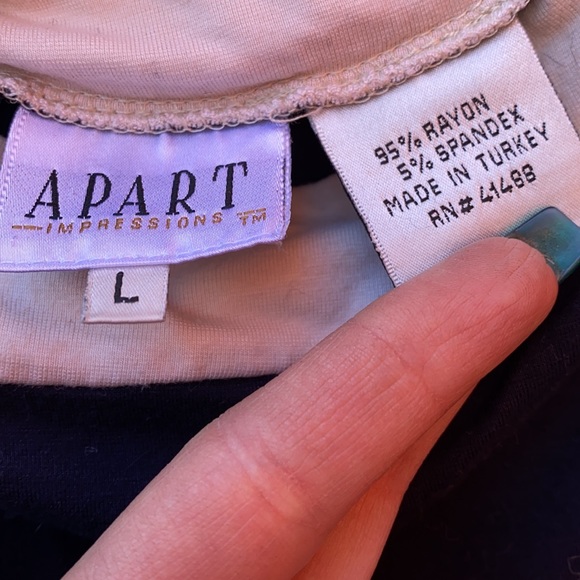 APART
IMPRESSIONS TM
L
95% RAYON
5% SPANDEX
MADE IN TURKEY
RN# 41488